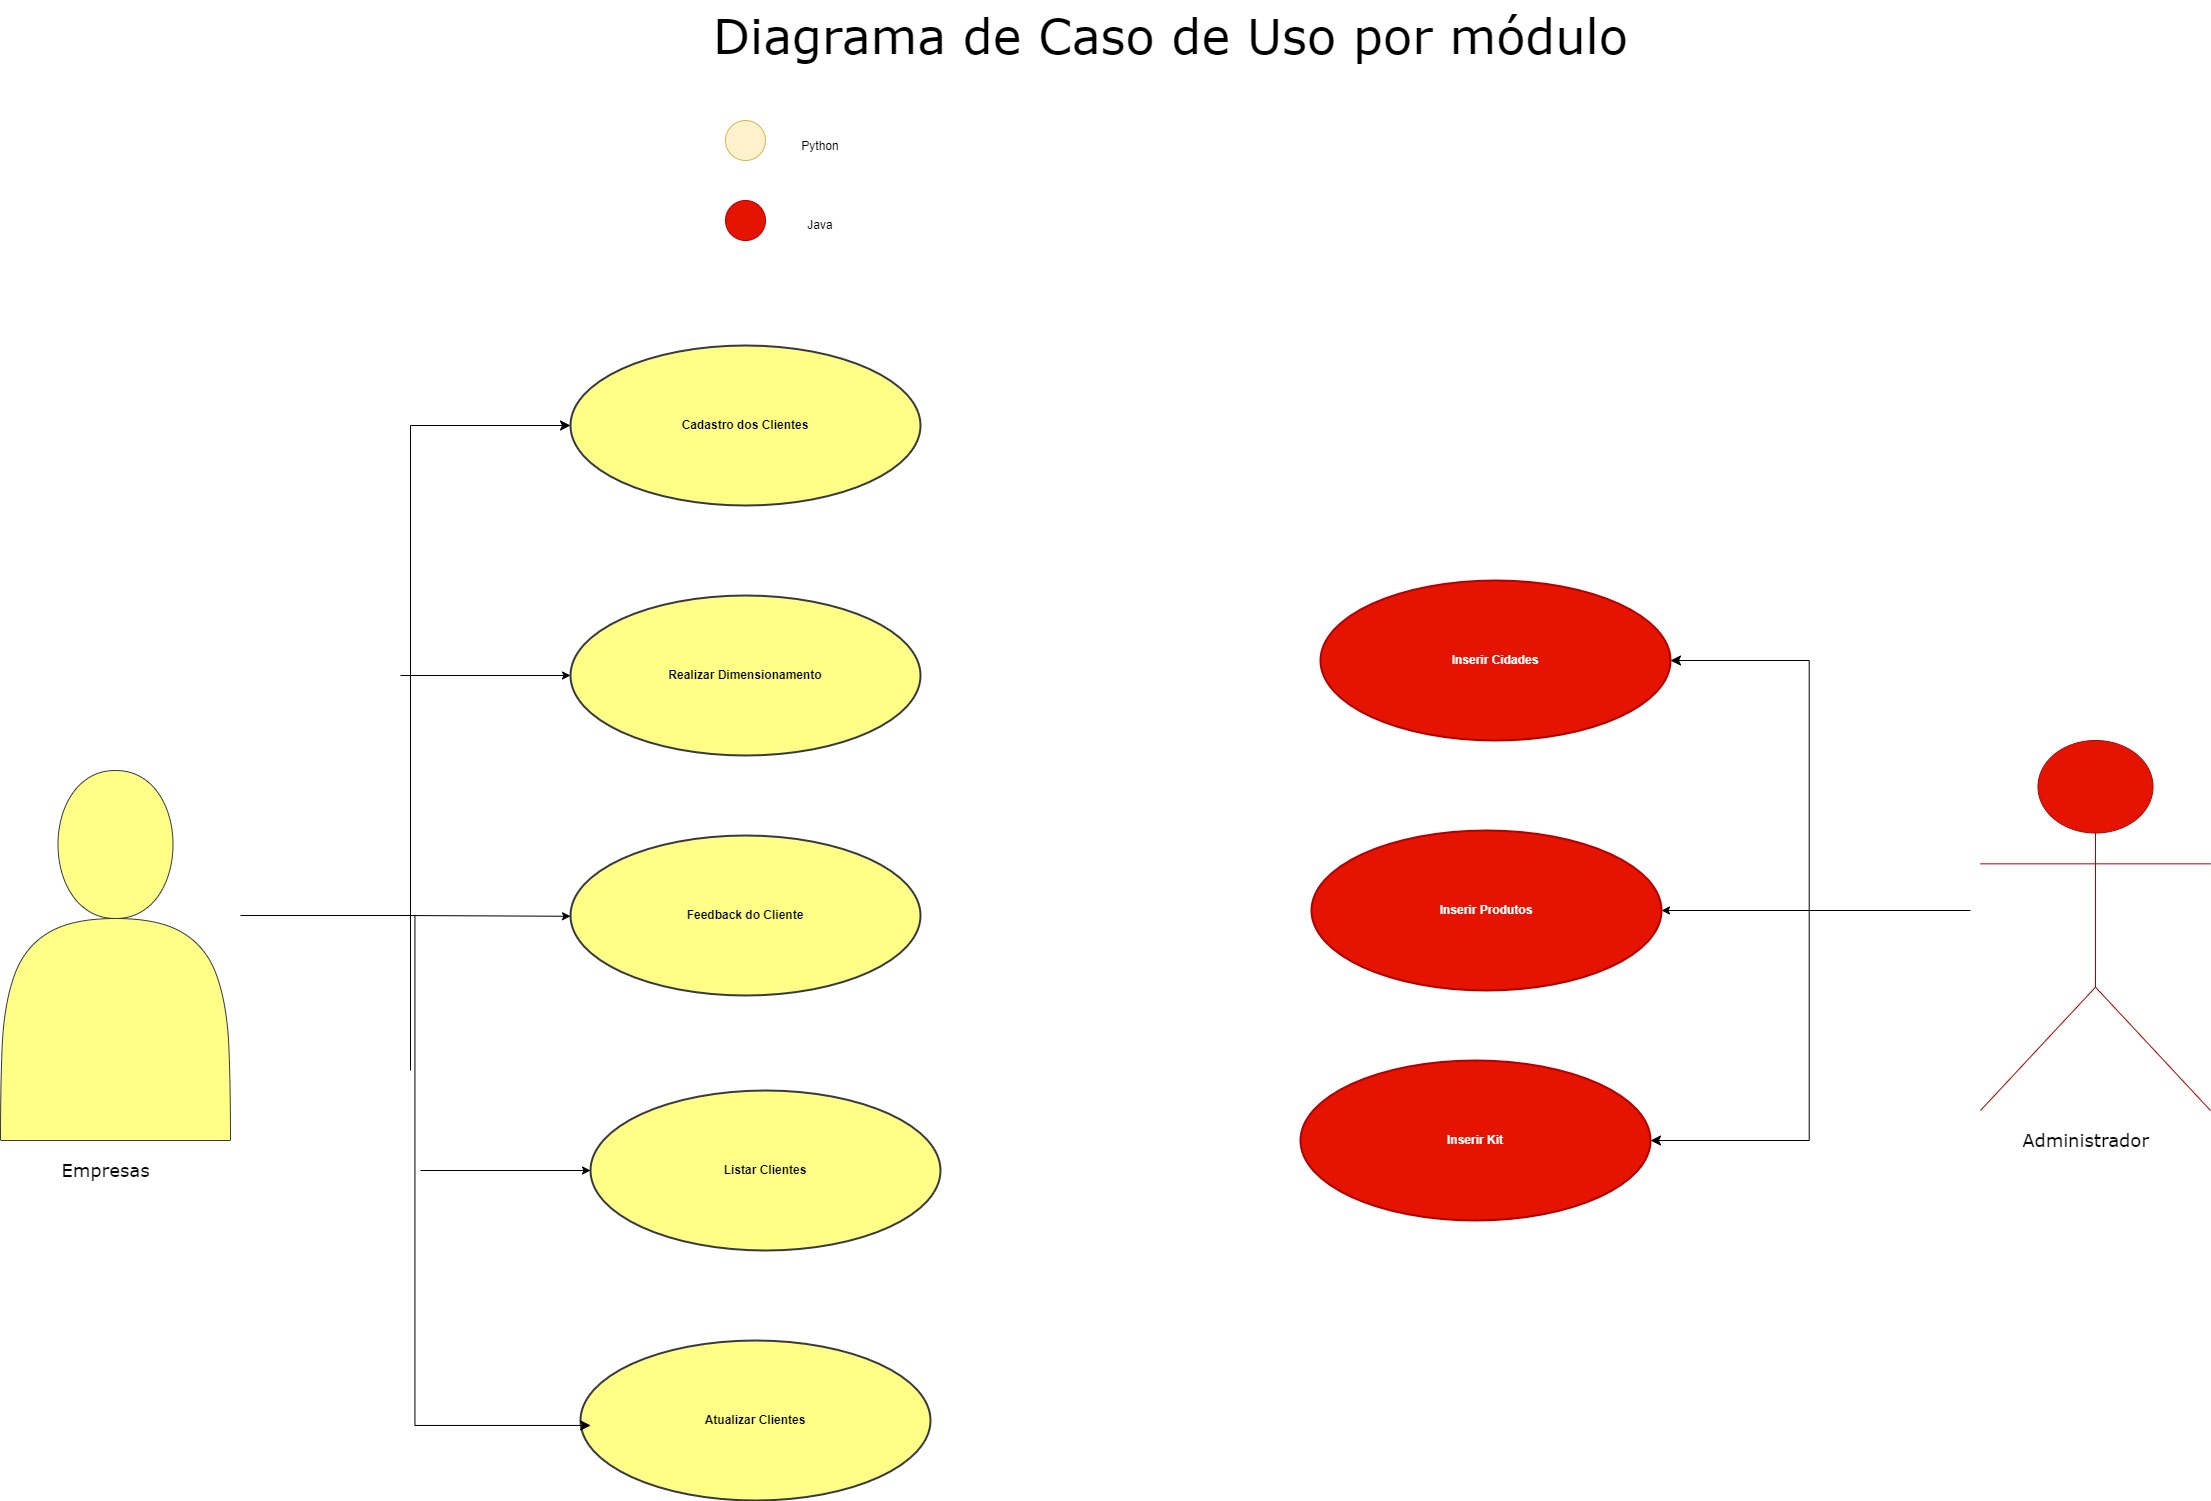 Diagrama de Caso de Uso por módulo
Python
Java
Cadastro dos Clientes
Realizar Dimensionamento
Feedback do Cliente
Listar Clientes
Atualizar Clientes
Empresas
Inserir Cidades
Inserir Produtos
Inserir Kit
Administrador